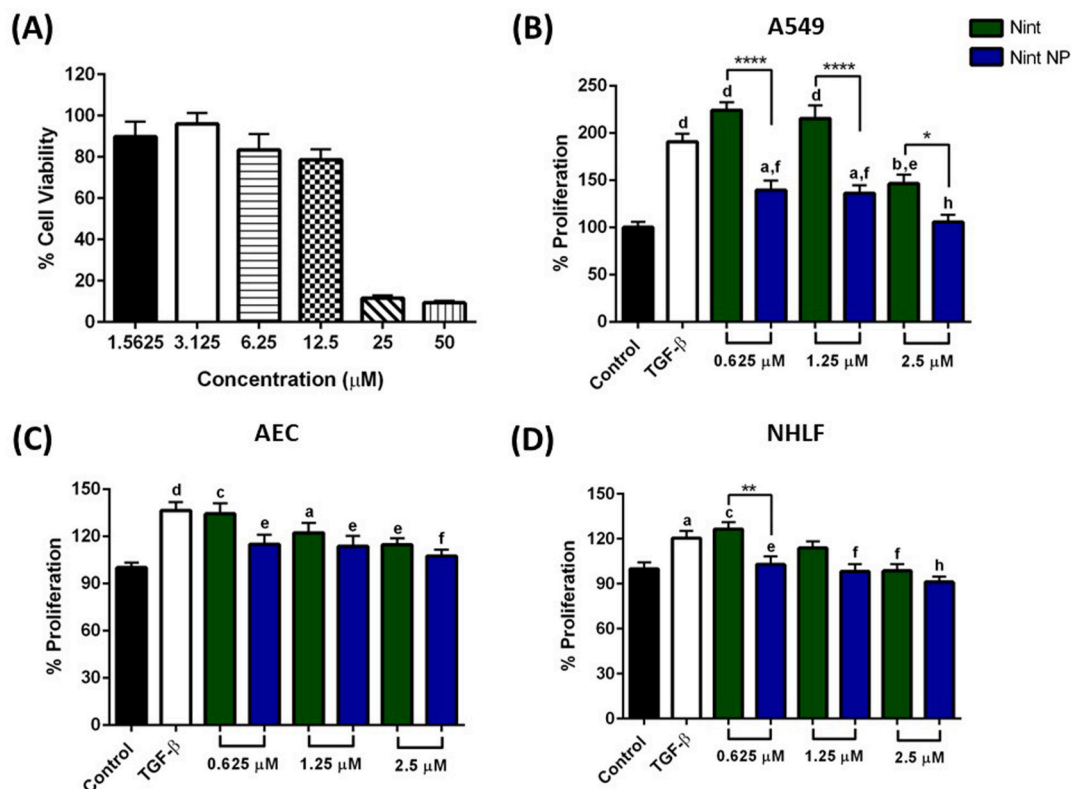 (A)
120
100
80
60
40
20
0
% Cell Viability
1.5625 3.125 6.25 12.5 25 50
Concentration (μM)
(B)
A549
Nint
Nint NP
250
200
150
100
50
0
% Proliferation
d d **** a,f d **** a,f b,e * h
Control TGF-β 0.625 μM 1.25 μM 2.5 μM
(C)
AEC
150
120
90
60
30
0
% Proliferation
d c e a e e f
Control TGF-β 0.625 μM 1.25 μM 2.5 μM
(D)
NHLF
150
120
90
60
30
0
% Proliferation
a c ** e f f h
Control TGF-β 0.625 μM 1.25 μM 2.5 μM